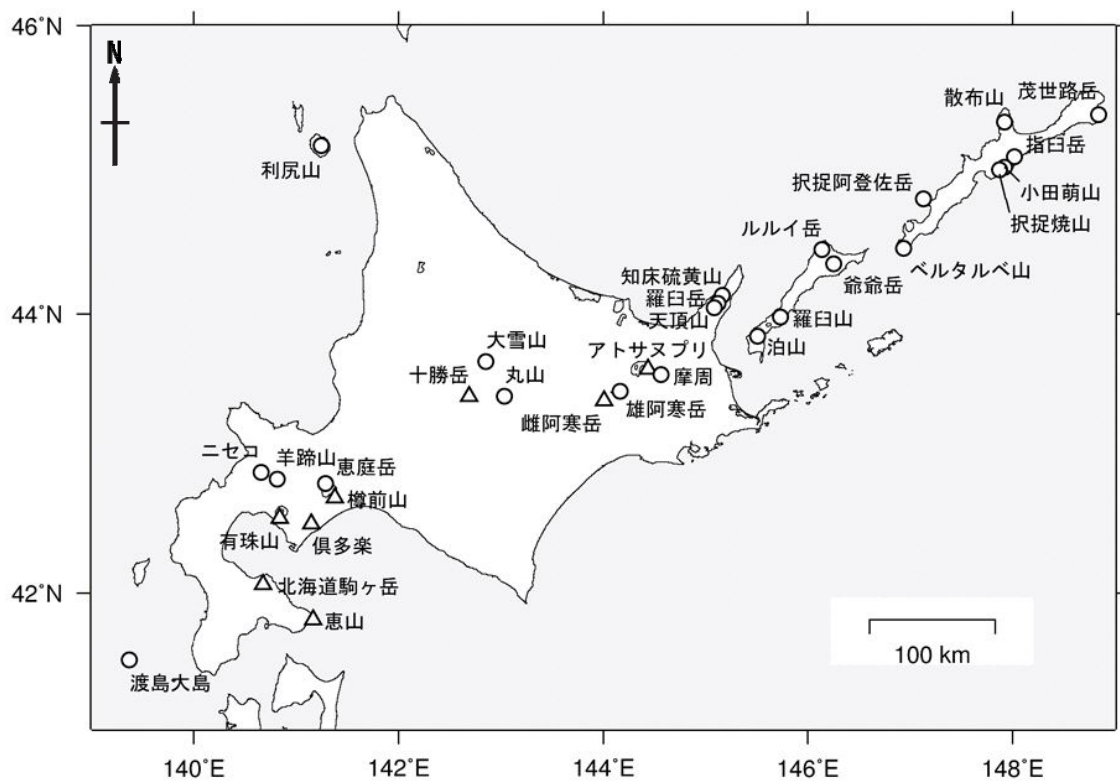 46°N
N
散布山
茂世路岳
利尻山
指臼岳
択捉阿登佐岳
小田萌山
択捉焼山
ルルイ岳
ベルタルベ山
知床硫黄山
爺爺岳
羅臼岳
44°N
天頂山
羅臼山
大雪山
アトサヌプリ
泊山
十勝岳
丸山
摩周
雌阿寒岳
雄阿寒岳
ニセコ
羊蹄山
恵庭岳
樽前山
有珠山
倶多楽
42°N
北海道駒ヶ岳
恵山
100 km
渡島大島
140°E
142°E
144°E
146°E
148°E